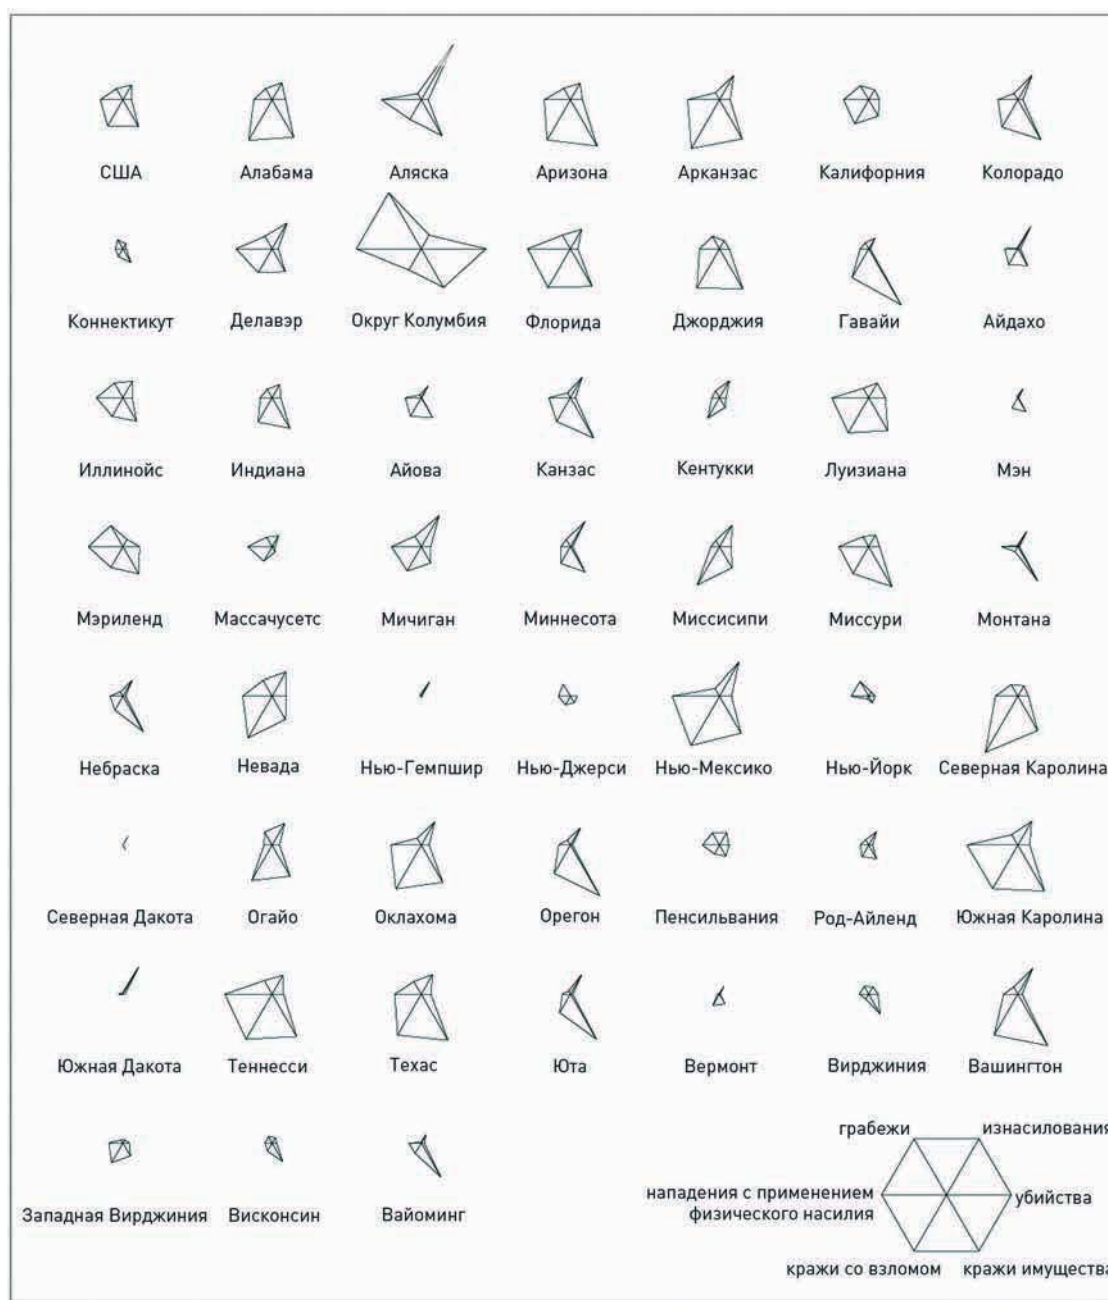 США Алабама Аляска Аризона Арканзас Калифорния Колорадо
Коннектикут Делавэр Округ Колумбия Флорида Джорджия Гавайи Айдахо
Иллинойс Индиана Айова Канзас Кентукки Луизиана Мэн
Мэриленд Массачусетс Мичиган Миннесота Миссисипи Миссури Монтана
Небраска Невада Нью-Гемпшир Нью-Джерси Нью-Мексико Нью-Йорк Северная Каролина
Северная Дакота Огайо Оклахома Орегон Пенсильвания Род-Айленд Южная Каролина
Южная Дакота Теннесси Техас Юта Вермонт Вирджиния Вашингтон
Западная Вирджиния Висконсин Вайоминг
грабежи изнасилования
нападения с применением
физического насилия
убийства
кражи со взломом кражи имущества